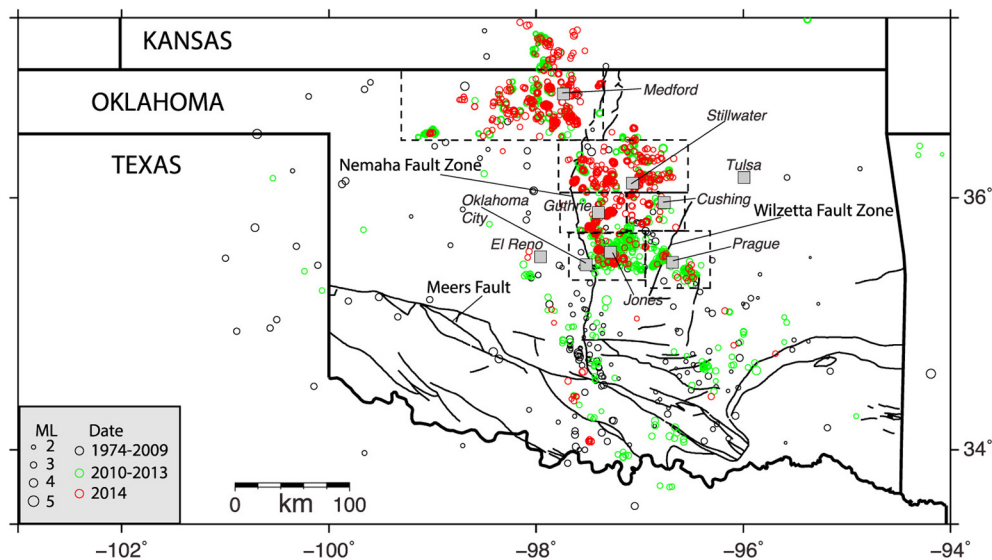 KANSAS
OKLAHOMA
Medford
Stillwater
TEXAS
Nemaha Fault Zone
Tulsa
36°
Oklahoma
City
Guthrie
Cushing
Wilzetta Fault Zone
El Reno
Prague
Meers Fault
Jones
ML
Date
2
1974-2009
3
2010-2013
4
2014
5
34°
0
km
100
−102°
−100°
−98°
−96°
−94°